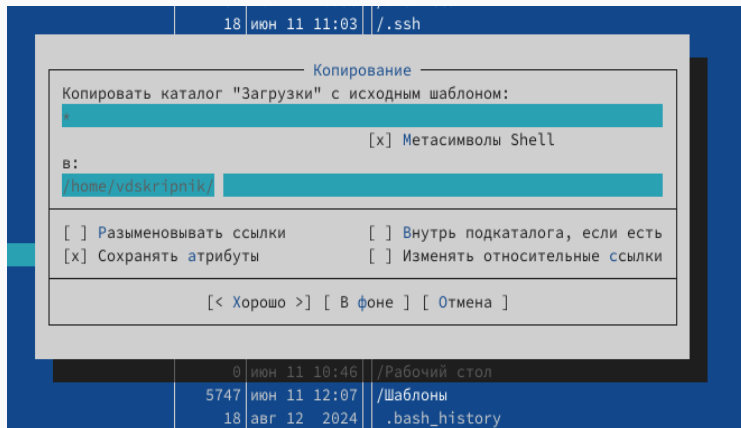 18 июн 11 11:03 /.ssh
Копирование
Копировать каталог "Загрузки" с исходным шаблоном:
*
[x] Метасимволы Shell
в:
/home/vdskripnik/
[ ] Разыменовывать ссылки [ ] Внутрь подкаталога, если есть
[x] Сохранять атрибуты [ ] Изменять относительные ссылки
[< Хорошо >] [ В фоне ] [ Отмена ]
0 июн 11 10:46 /Рабочий стол
5747 июн 11 12:07 /Шаблоны
18 авг 12 2024 .bash_history